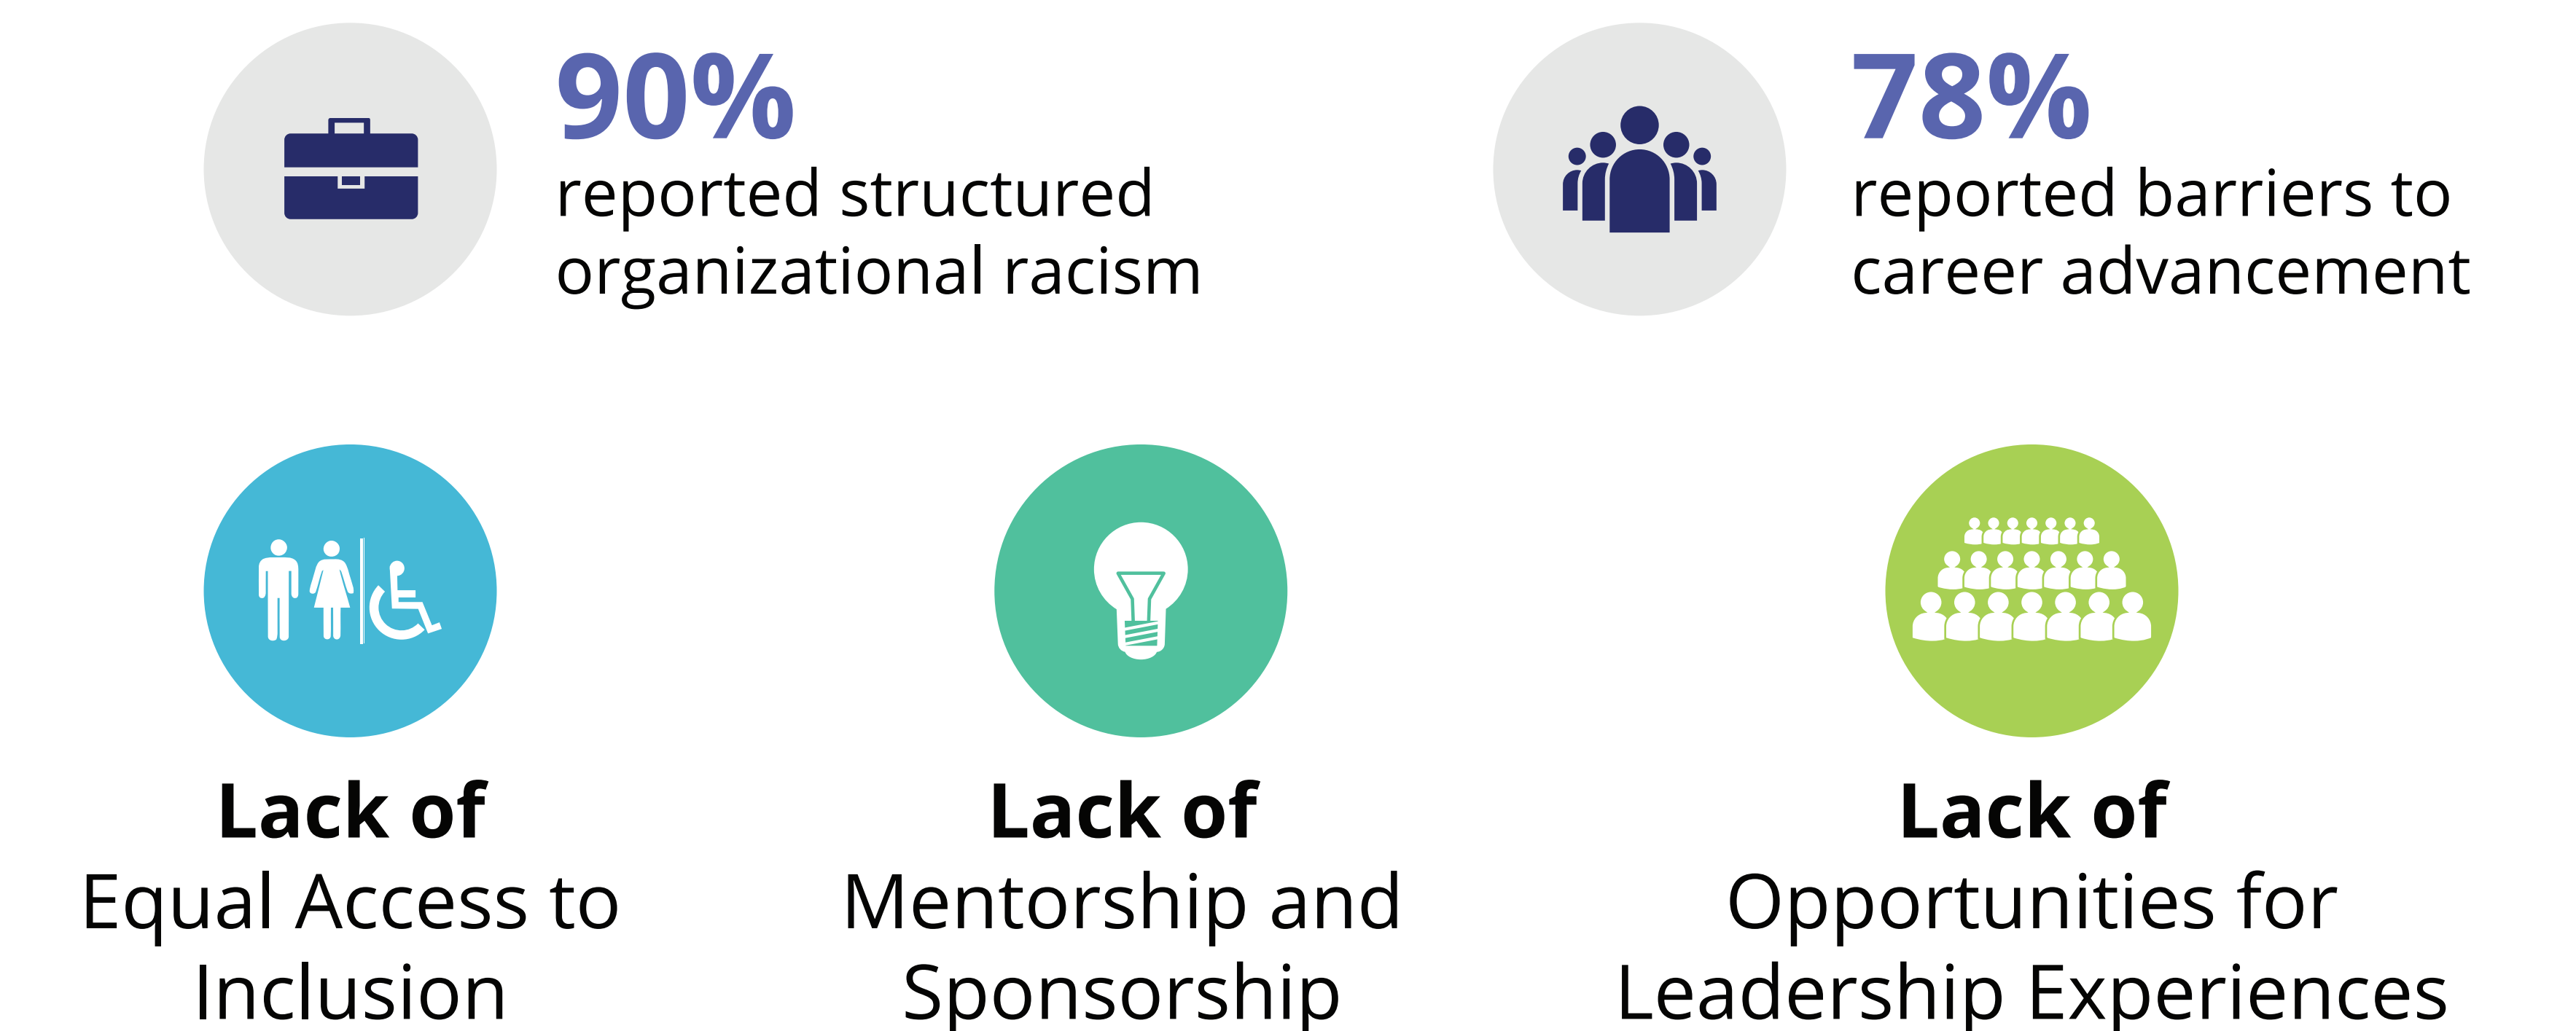 90%
reported structured
organizational racism
78%
reported barriers to
career advancement
Lack of
Equal Access to
Inclusion
Lack of
Mentorship and
Sponsorship
Lack of
Opportunities for
Leadership Experiences